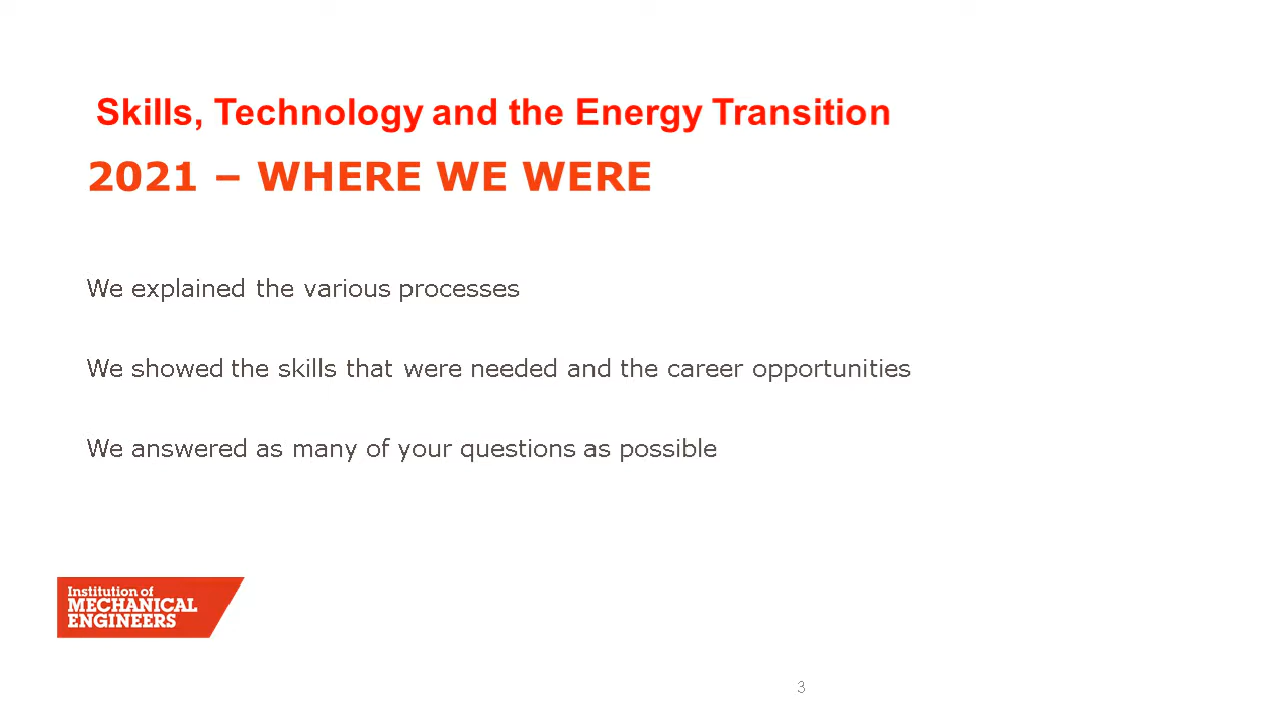 Skills, Technology and the Energy Transition
2021 – WHERE WE WERE
We explained the various processes
We showed the skills that were needed and the career opportunities
We answered as many of your questions as possible
Institution of
MECHANICAL
ENGINEERS
3